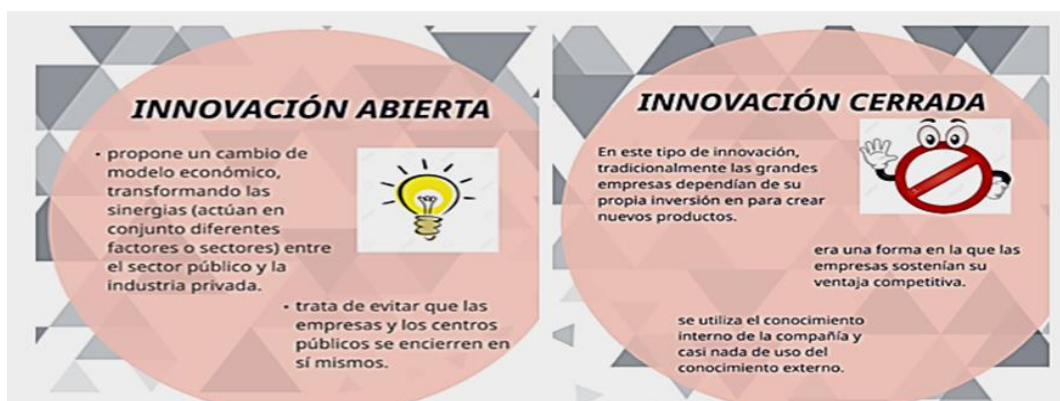 INNOVACIÓN ABIERTA
• propone un cambio de
modelo económico,
transformando las
sinergias (actúan en
conjunto diferentes
factores o sectores) entre
el sector público y la
industria privada.
• trata de evitar que las
empresas y los centros
públicos se encierren en
sí mismos.
INNOVACIÓN CERRADA
En este tipo de innovación,
tradicionalmente las grandes
empresas dependían de su
propia inversión en para crear
nuevos productos.
era una forma en la que las
empresas sostenían su
ventaja competitiva.
se utiliza el conocimiento
interno de la compañía y
casi nada de uso del
conocimiento externo.